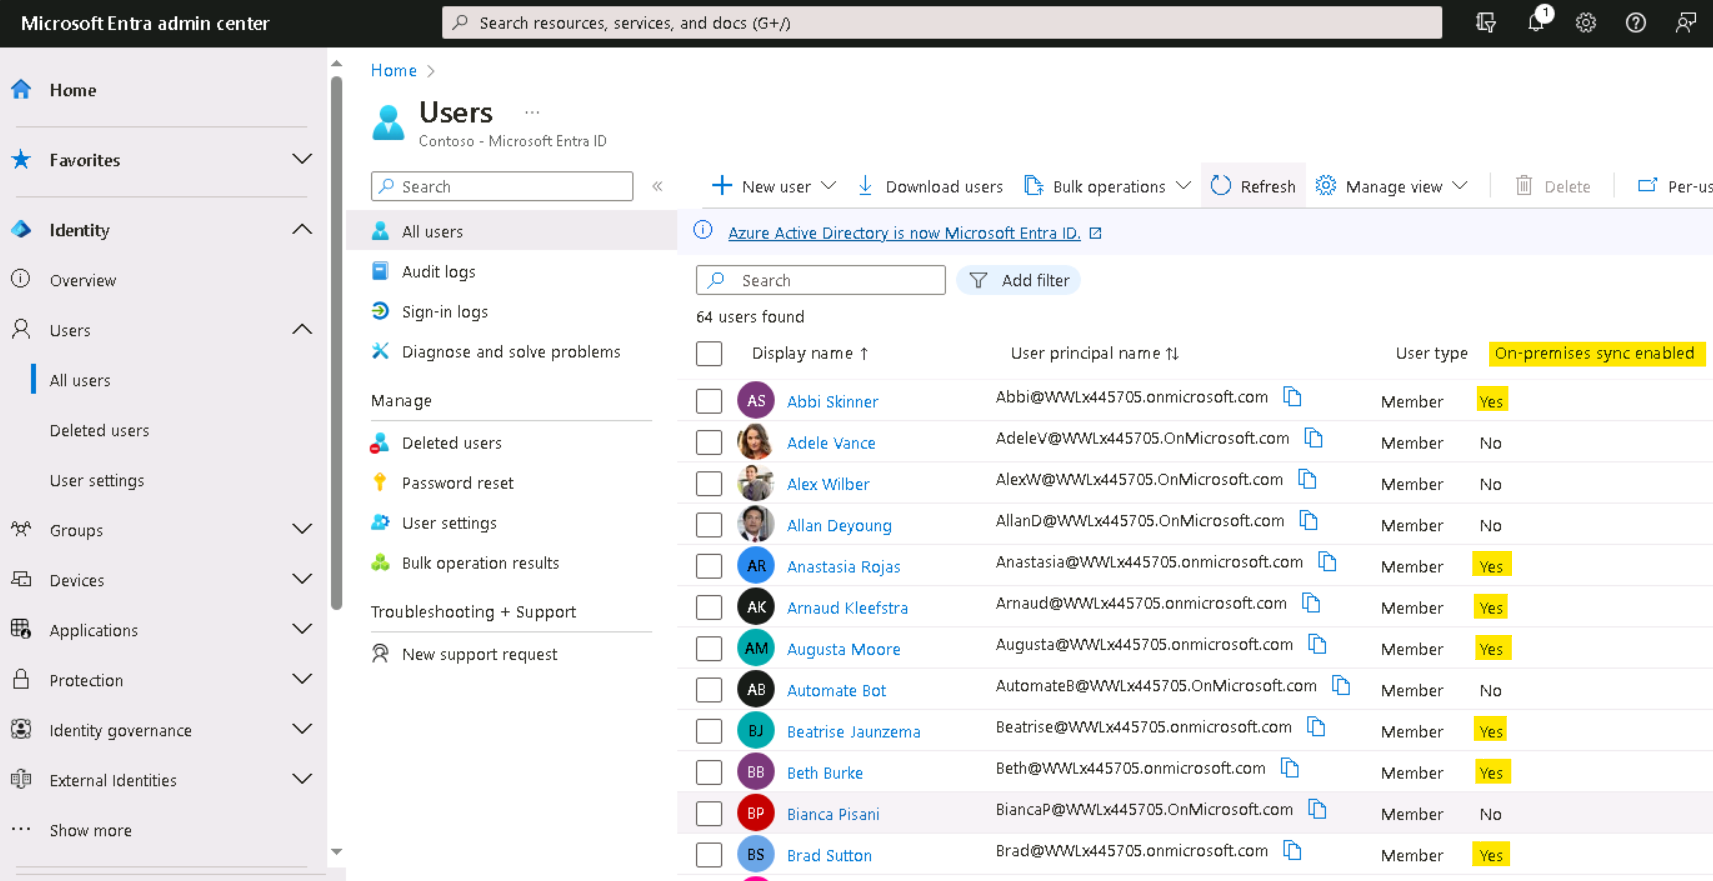 Microsoft Entra admin center
Search resources, services, and docs (G+/)
1
Home
Favorites
Identity
Overview
Users
All users
Deleted users
User settings
Groups
Devices
Applications
Protection
Identity governance
External Identities
Show more
Home
Users
Contoso - Microsoft Entra ID
Search
All users
Audit logs
Sign-in logs
Diagnose and solve problems
Manage
Deleted users
Password reset
User settings
Bulk operation results
Troubleshooting + Support
New support request
New user
Download users
Bulk operations
Refresh
Manage view
Delete
Per-us
Azure Active Directory is now Microsoft Entra ID.
Search
Add filter
64 users found
Display name ↑ User principal name ↑↓ User type On-premises sync enabled
AS Abbi Skinner Abbi@WWLx445705.onmicrosoft.com Member Yes
Adele Vance AdeleV@WWLx445705.OnMicrosoft.com Member No
Alex Wilber AlexW@WWLx445705.OnMicrosoft.com Member No
Allan Deyoung AllanD@WWLx445705.OnMicrosoft.com Member No
AR Anastasia Rojas Anastasia@WWLx445705.onmicrosoft.com Member Yes
AK Arnaud Kleefstra Arnaud@WWLx445705.onmicrosoft.com Member Yes
AM Augusta Moore Augusta@WWLx445705.onmicrosoft.com Member Yes
AB Automate Bot AutomateB@WWLx445705.OnMicrosoft.com Member No
BJ Beatrise Jaunzema Beatrise@WWLx445705.onmicrosoft.com Member Yes
BB Beth Burke Beth@WWLx445705.onmicrosoft.com Member Yes
BP Bianca Pisani BiancaP@WWLx445705.OnMicrosoft.com Member No
BS Brad Sutton Brad@WWLx445705.onmicrosoft.com Member Yes